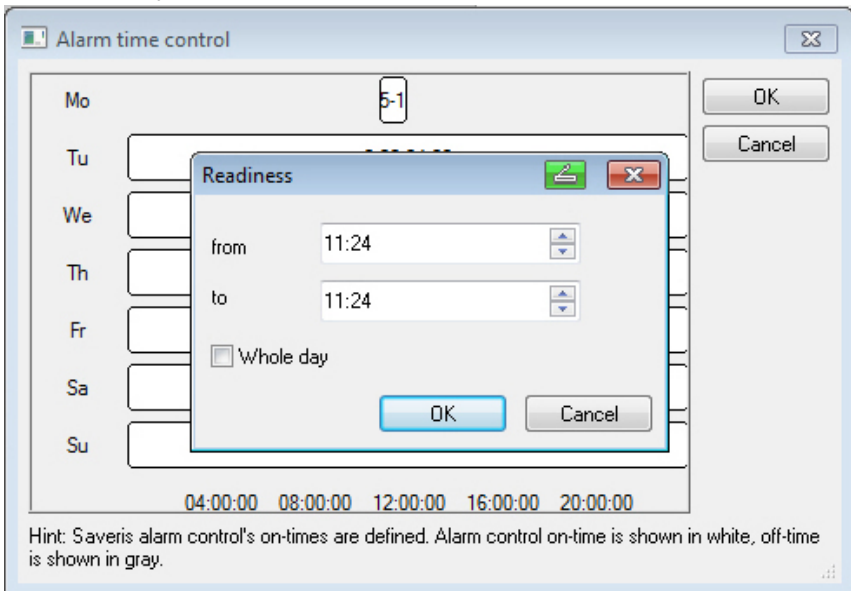 Alarm time control
OK
Cancel
Mo
5-1
Tu
We
Th
Fr
Sa
Su
Readiness
from 11:24
to 11:24
Whole day
OK Cancel
04:00:00 08:00:00 12:00:00 16:00:00 20:00:00
Hint: Saveris alarm control's on-times are defined. Alarm control on-time is shown in white, off-time
is shown in gray.